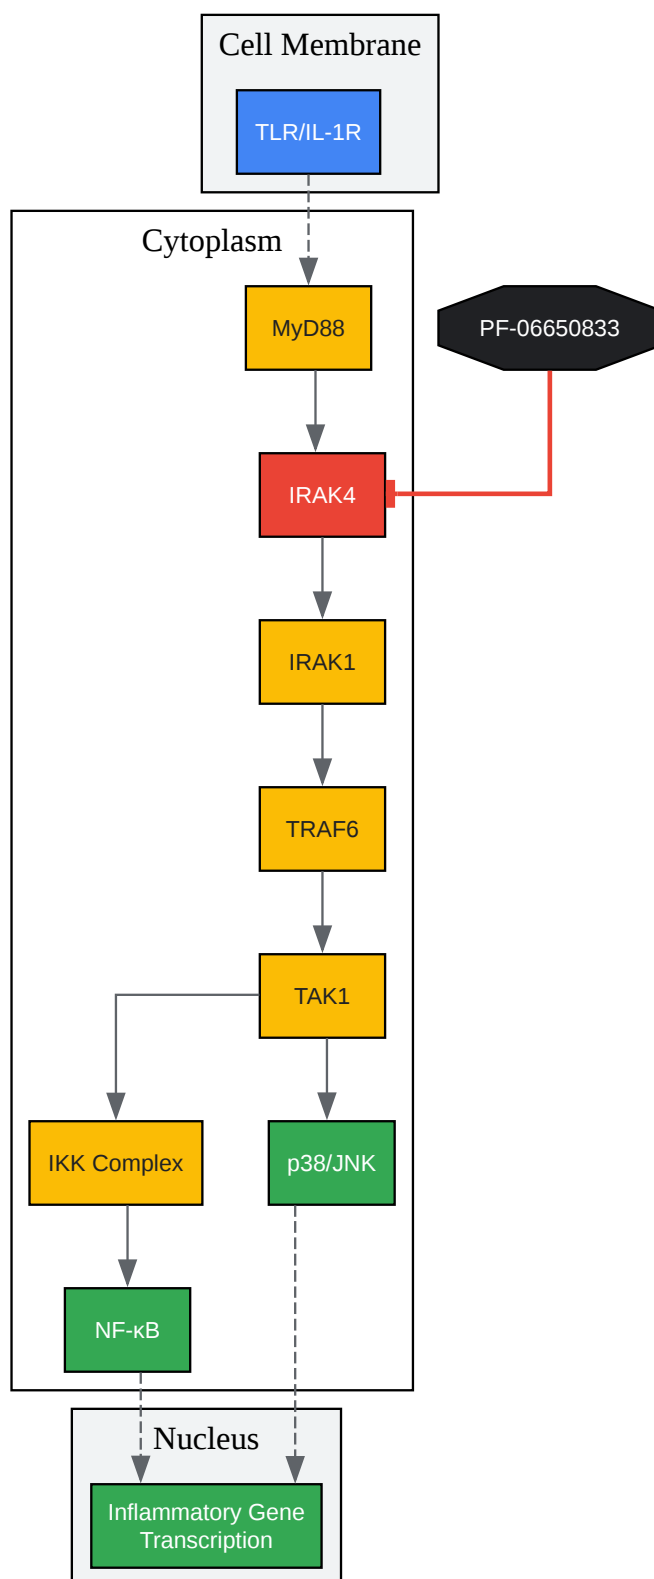 Cell Membrane
TLR/IL-1R
Cytoplasm
MyD88
PF-06650833
IRAK4
IRAK1
TRAF6
TAK1
IKK Complex
p38/JNK
NF-κB
Nucleus
Inflammatory Gene
Transcription